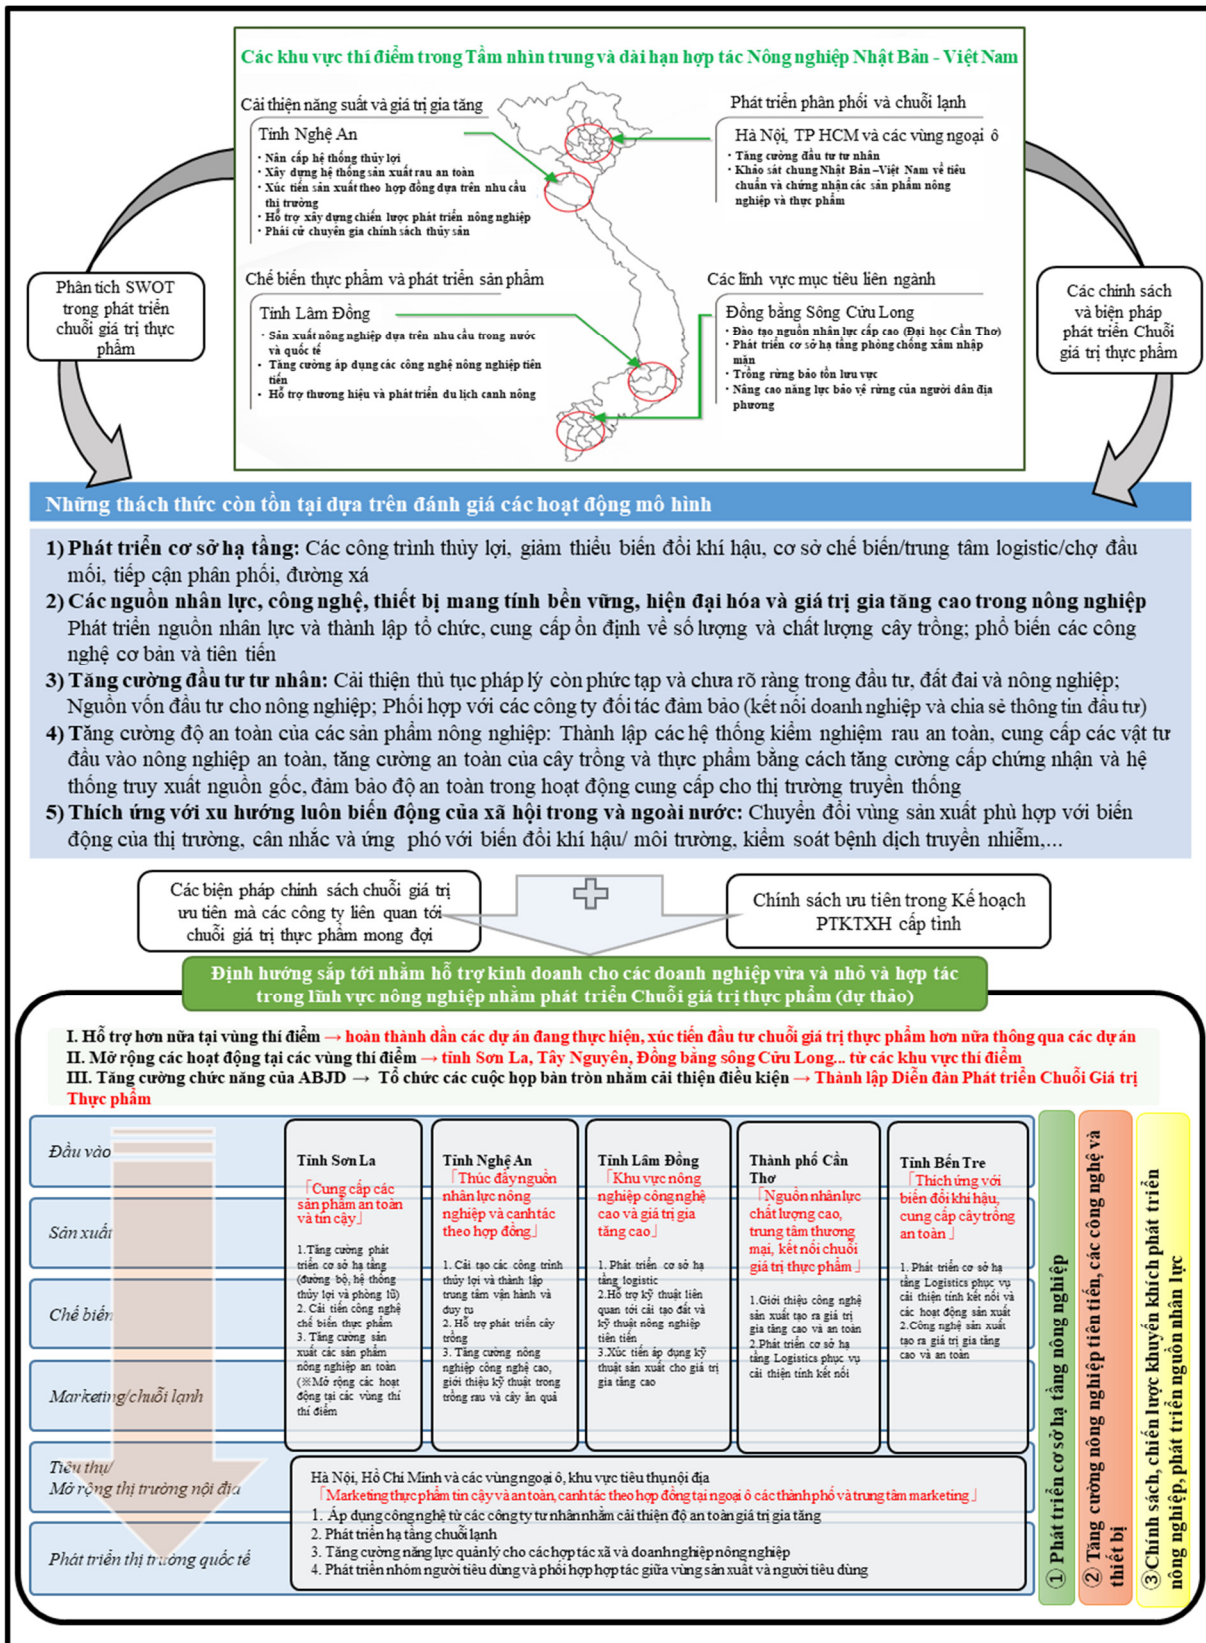 Các khu vực thí điểm trong Tầm nhìn trung và dài hạn hợp tác Nông nghiệp Nhật Bản - Việt Nam
Cải thiện năng suất và giá trị gia tăng
Tỉnh Nghệ An
• Nân cấp hệ thống thủy lợi
• Xây dựng hệ thống sản xuất rau an toàn
• Xúc tiến sản xuất theo hợp đồng dựa trên nhu cầu
thị trường
• Hỗ trợ xây dựng chiến lược phát triển nông nghiệp
• Phái cử chuyên gia chính sách thủy sản
Phát triển phân phối và chuỗi lạnh
Hà Nội, TP HCM và các vùng ngoại ô
• Tăng cường đầu tư tư nhân
• Khảo sát chung Nhật Bản –Việt Nam về tiêu
chuẩn và chứng nhận các sản phẩm nông
nghiệp và thực phẩm
Chế biến thực phẩm và phát triển sản phẩm
Tỉnh Lâm Đồng
• Sản xuất nông nghiệp dựa trên nhu cầu trong nước
và quốc tế
• Tăng cường áp dụng các công nghệ nông nghiệp tiên
tiến
• Hỗ trợ thương hiệu và phát triển du lịch canh nông
Các lĩnh vực mục tiêu liên ngành
Đồng bằng Sông Cửu Long
• Đào tạo nguồn nhân lực cấp cao (Đại học Cần Thơ)
• Phát triển cơ sở hạ tầng phòng chống xâm nhập
mặn
• Trồng rừng bảo tồn lưu vực
• Nâng cao năng lực bảo vệ rừng của người dân địa
phương
Phân tích SWOT
trong phát triển
chuỗi giá trị thực
phẩm
Các chính sách
và biện pháp
phát triển Chuỗi
giá trị thực phẩm
Những thách thức còn tồn tại dựa trên đánh giá các hoạt động mô hình
1) Phát triển cơ sở hạ tầng: Các công trình thủy lợi, giảm thiểu biến đổi khí hậu, cơ sở chế biến/trung tâm logistic/chợ đầu
mối, tiếp cận phân phối, đường xá
2) Các nguồn nhân lực, công nghệ, thiết bị mang tính bền vững, hiện đại hóa và giá trị gia tăng cao trong nông nghiệp
Phát triển nguồn nhân lực và thành lập tổ chức, cung cấp ổn định về số lượng và chất lượng cây trồng; phổ biến các công
nghệ cơ bản và tiên tiến
3) Tăng cường đầu tư tư nhân: Cải thiện thủ tục pháp lý còn phức tạp và chưa rõ ràng trong đầu tư, đất đai và nông nghiệp;
Nguồn vốn đầu tư cho nông nghiệp; Phối hợp với các công ty đối tác đảm bảo (kết nối doanh nghiệp và chia sẻ thông tin đầu tư)
4) Tăng cường độ an toàn của các sản phẩm nông nghiệp: Thành lập các hệ thống kiểm nghiệm rau an toàn, cung cấp các vật tư
đầu vào nông nghiệp an toàn, tăng cường an toàn của cây trồng và thực phẩm bằng cách tăng cường cấp chứng nhận và hệ
thống truy xuất nguồn gốc, đảm bảo độ an toàn trong hoạt động cung cấp cho thị trường truyền thống
5) Thích ứng với xu hướng luôn biến động của xã hội trong và ngoài nước: Chuyển đổi vùng sản xuất phù hợp với biến
động của thị trường, cân nhắc và ứng phó với biến đổi khí hậu/ môi trường, kiểm soát bệnh dịch truyền nhiễm,...
Các biện pháp chính sách chuỗi giá trị
ưu tiên mà các công ty liên quan tới
chuỗi giá trị thực phẩm mong đợi
Chính sách ưu tiên trong Kế hoạch
PTKTXH cấp tỉnh
Định hướng sắp tới nhằm hỗ trợ kinh doanh cho các doanh nghiệp vừa và nhỏ và hợp tác
trong lĩnh vực nông nghiệp nhằm phát triển Chuỗi giá trị thực phẩm (dự thảo)
I. Hỗ trợ hơn nữa tại vùng thí điểm → hoàn thành dần các dự án đang thực hiện, xúc tiến đầu tư chuỗi giá trị thực phẩm hơn nữa thông qua các dự án
II. Mở rộng các hoạt động tại các vùng thí điểm → tỉnh Sơn La, Tây Nguyên, Đồng bằng sông Cửu Long... từ các khu vực thí điểm
III. Tăng cường chức năng của ABJD → Tổ chức các cuộc họp bàn tròn nhằm cải thiện điều kiện → Thành lập Diễn đàn Phát triển Chuỗi Giá trị
Thực phẩm
Đầu vào
Sản xuất
Chế biến
Marketing/chuỗi lạnh
Tiêu thụ/
Mở rộng thị trường nội địa
Phát triển thị trường quốc tế
Tỉnh Sơn La
「Cung cấp các
sản phẩm an toàn
và tin cậy」
1.Tăng cường phát
triển cơ sở hạ tầng
(đường bộ, hệ thống
thủy lợi và phòng lũ)
2. Cải tiến công nghệ
chế biến thực phẩm
3. Tăng cường sản
xuất các sản phẩm
nông nghiệp an toàn
(※Mở rộng các hoạt
động tại các vùng thí
thí điểm
Tỉnh Nghệ An
「Thúc đẩy nguồn
nhân lực nông
nghiệp và canh tác
theo hợp đồng」
1. Cải tạo các công trình
thủy lợi và thành lập
trung tâm vận hành và
duy tu
2. Hỗ trợ phát triển cây
trồng
3. Tăng cường nông
nghiệp công nghệ cao,
giới thiệu kỹ thuật trong
trồng rau và cây ăn quả
Tỉnh Lâm Đồng
「Khu vực nông
nghiệp công nghệ
cao và giá trị gia
tăng cao」
1. Phát triển cơ sở hạ
tầng logistic
2.Hỗ trợ kỹ thuật liên
quan tới cải tạo đất và
kỹ thuật nông nghiệp
tiên tiến
3.Xúc tiến áp dụng kỹ
thuật sản xuất cho giá trị
gia tăng cao
Thành phố Cần
Thơ
「Nguồn nhân lực
chất lượng cao,
trung tâm thương
mại, kết nối chuỗi
giá trị thực phẩm」
1.Giới thiệu công nghệ
sản xuất tạo ra giá trị
gia tăng cao và an toàn
2.Phát triển cơ sở hạ
tầng Logistics phục vụ
cải thiện tính kết nối
Tỉnh Bến Tre
「Thích ứng với
biến đổi khí hậu,
cung cấp cây trồng
an toàn」
1. Phát triển cơ sở hạ
tầng Logistics phục vụ
cải thiện tính kết nối và
các hoạt động sản xuất
2.Công nghệ sản xuất
tạo ra giá trị gia tăng
cao và an toàn
Hà Nội, Hồ Chí Minh và các vùng ngoại ô, khu vực tiêu thụ nội địa
「Marketing thực phẩm tin cậy và an toàn, canh tác theo hợp đồng tại ngoại ô các thành phố và trung tâm marketing」
1. Áp dụng công nghệ từ các công ty tư nhân nhằm cải thiện độ an toàn giá trị gia tăng
2. Phát triển hạ tầng chuỗi lạnh
3. Tăng cường năng lực quản lý cho các hợp tác xã và doanh nghiệp nông nghiệp
4. Phát triển nhóm người tiêu dùng và phối hợp hợp tác giữa vùng sản xuất và người tiêu dùng
① Phát triển cơ sở hạ tầng nông nghiệp
② Tăng cường nông nghiệp tiên tiến, các công nghệ và
thiết bị
③ Chính sách, chiến lược khuyến khích phát triển
nông nghiệp, phát triển nguồn nhân lực